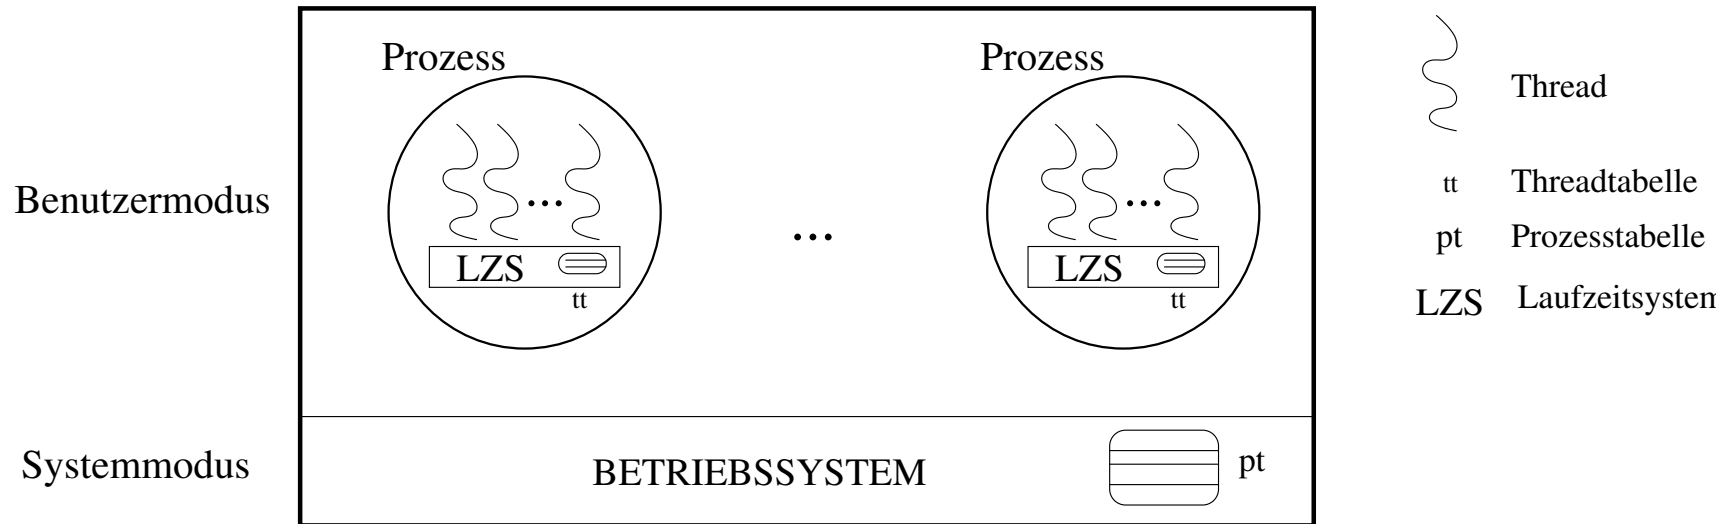 Prozess
Prozess
Thread
Benutzermodus
...
...
...
LZS
tt
LZS
tt
tt Threadtabelle
pt Prozesstabelle
LZS Laufzeitsystem
Systemmodus
BETRIEBSSYSTEM
pt